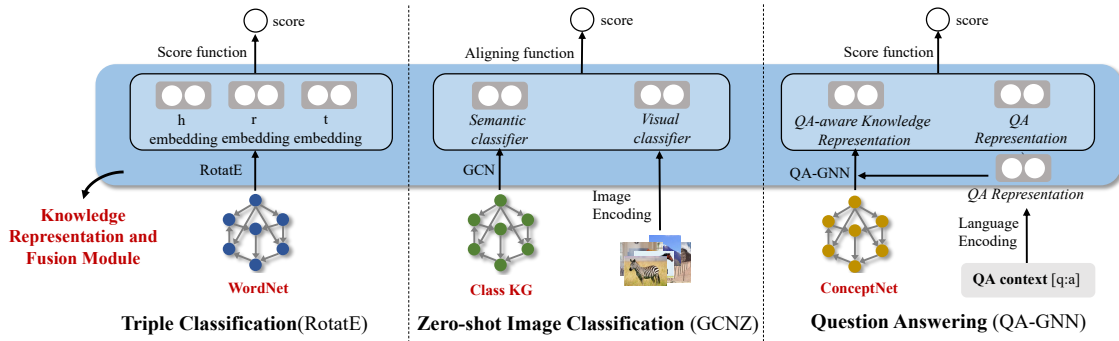 score
Score function
h
embedding
r
embedding
t
embedding
RotatE
Knowledge
Representation and
Fusion Module
WordNet
Triple Classification(RotatE)
score
Aligning function
Semantic
classifier
Visual
classifier
GCN
Image
Encoding
Class KG
Zero-shot Image Classification (GCNZ)
score
Score function
QA-aware Knowledge
Representation
QA
Representation
QA-GNN
QA Representation
Language
Encoding
ConceptNet
QA context [q:a]
Question Answering (QA-GNN)